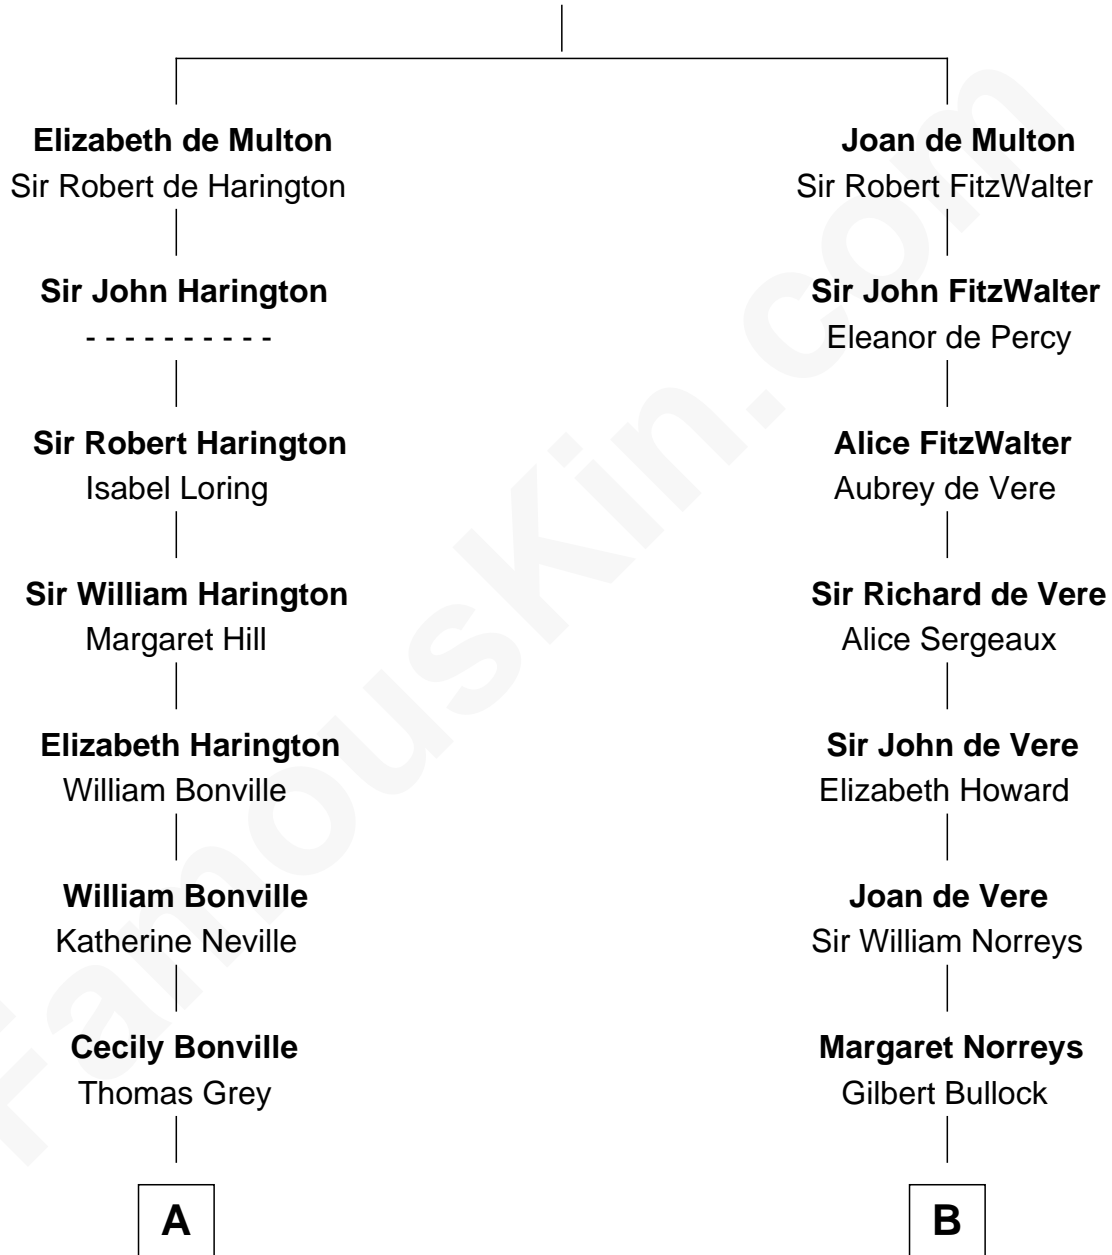 Elizabeth de Multon
Sir Robert de Harington
Joan de Multon
Sir Robert FitzWalter
Sir John Harington
- - - - - - - - - -
Sir John FitzWalter
Eleanor de Percy
Sir Robert Harington
Isabel Loring
Alice FitzWalter
Aubrey de Vere
Sir William Harington
Margaret Hill
Sir Richard de Vere
Alice Sergeaux
Elizabeth Harington
William Bonville
Sir John de Vere
Elizabeth Howard
William Bonville
Katherine Neville
Joan de Vere
Sir William Norreys
Cecily Bonville
Thomas Grey
Margaret Norreys
Gilbert Bullock
A
B
FamousKin.com